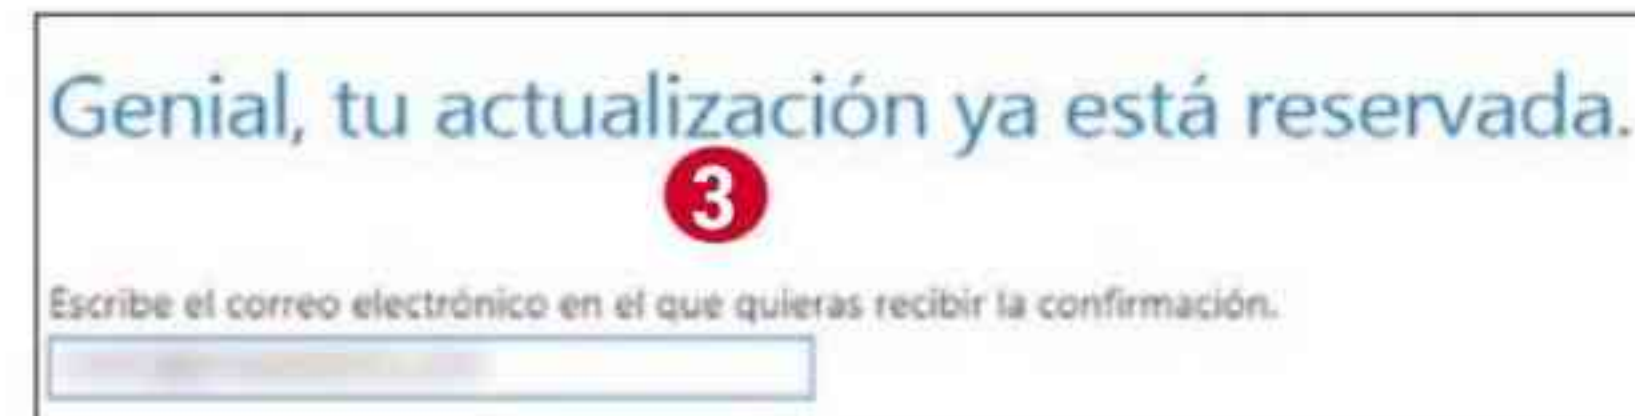 Genial, tu actualización ya está reservada.
3
Escribe el correo electrónico en el que quieras recibir la confirmación.